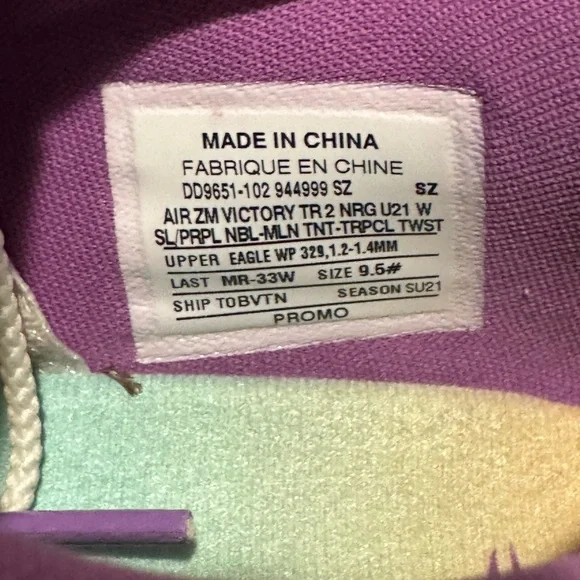 MADE IN CHINA
FABRIQUE EN CHINE
DD9651-102 944999 SZ SZ
AIR ZM VICTORY TR 2 NRG U21 W
SL/PRPL NBL-MLN TNT-TRPCL TWST
UPPER EAGLE WP 329,1.2-1.4MM
LAST MR-33W SIZE 9.5#
SHIP TOBVTN SEASON SU21
PROMO